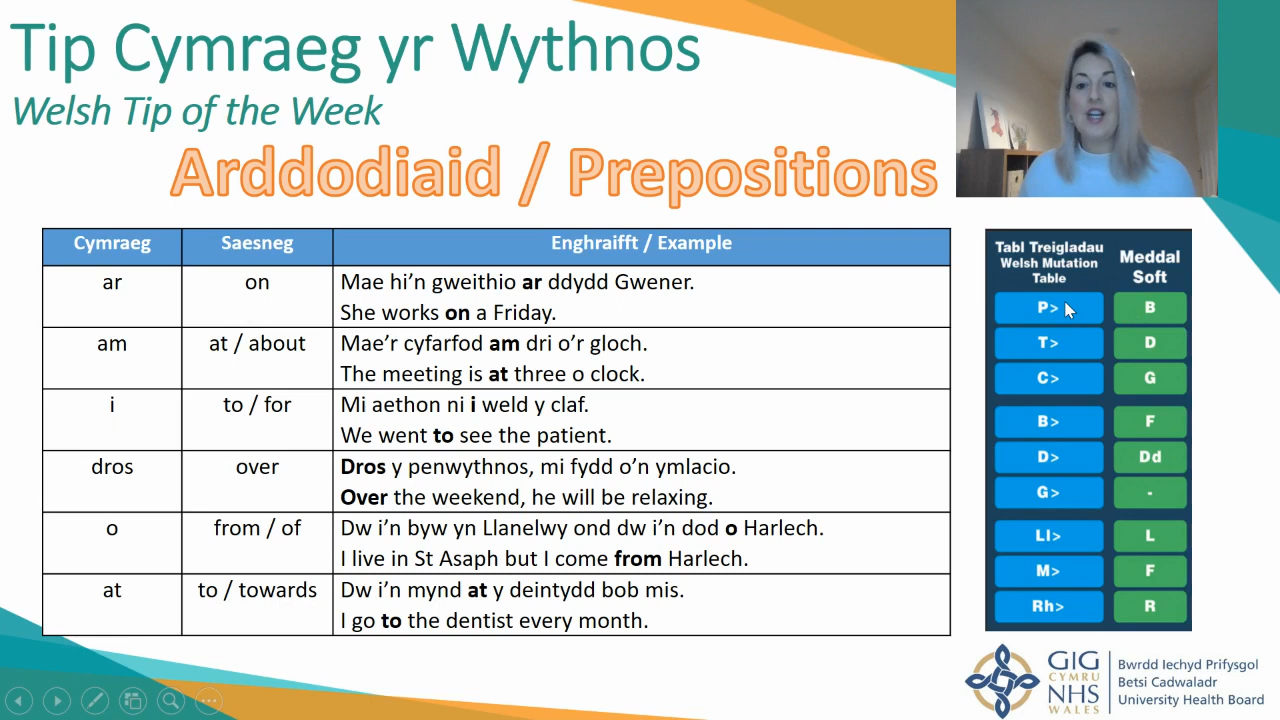 Tip Cymraeg yr Wythnos
Welsh Tip of the Week
Arddodiaid / Prepositions
Cymraeg Saesneg Enghraifft / Example
ar on Mae hi'n gweithio ar ddydd Gwener.
She works on a Friday.
am at / about Mae'r cyfarfod am dri o'r gloch.
The meeting is at three o clock.
i to / for Mi aethon ni i weld y claf.
We went to see the patient.
dros over Dros y penwythnos, mi fydd o'n ymlacio.
Over the weekend, he will be relaxing.
o from / of Dw i'n byw yn Llanelwy ond dw i'n dod o Harlech.
I live in St Asaph but I come from Harlech.
at to / towards Dw i'n mynd at y deintydd bob mis.
I go to the dentist every month.
Tabl Treigladau
Welsh Mutation
Table
Meddal
Soft
P> B
T> D
C> G
B> F
D> Dd
G> -
Ll> L
M> F
Rh> R
GIG
CYMRU
NHS
WALES
Bwrdd Iechyd Prifysgol
Betsi Cadwaladr
University Health Board